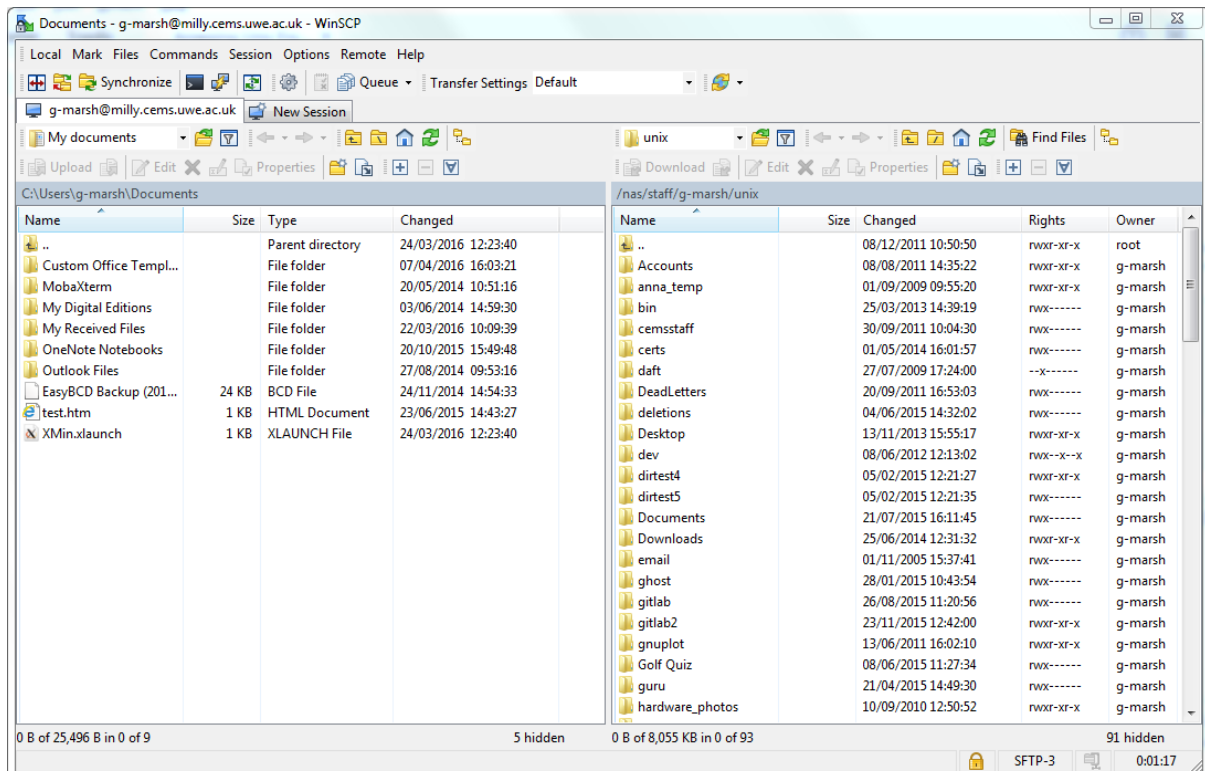 Documents - g-marsh@milly.cems.uwe.ac.uk - WinSCP
Local Mark Files Commands Session Options Remote Help
Synchronize Queue Transfer Settings Default
g-marsh@milly.cems.uwe.ac.uk New Session
My documents unix Find Files
Upload Edit Properties Download Edit Properties
C:\Users\g-marsh\Documents /nas/staff/g-marsh/unix
Name Size Type Changed Name Size Changed Rights Owner
.. Parent directory 24/03/2016 12:23:40 .. 08/12/2011 10:50:50 rwxr-xr-x root
Custom Office Templ... File folder 07/04/2016 16:03:21 Accounts 08/08/2011 14:35:22 rwxr-xr-x g-marsh
MobaXterm File folder 20/05/2014 10:51:16 anna_temp 01/09/2009 09:55:20 rwxr-xr-x g-marsh
My Digital Editions File folder 03/06/2014 14:59:30 bin 25/03/2013 14:39:19 rwx------ g-marsh
My Received Files File folder 22/03/2016 10:09:39 cemsstaff 30/09/2011 10:04:30 rwx------ g-marsh
OneNote Notebooks File folder 20/10/2015 15:49:48 certs 01/05/2014 16:01:57 rwx------ g-marsh
Outlook Files File folder 27/08/2014 09:53:16 daft 27/07/2009 17:24:00 --x------ g-marsh
EasyBCD Backup (201... 24 KB BCD File 24/11/2014 14:54:33 DeadLetters 20/09/2011 16:53:03 rwx------ g-marsh
test.htm 1 KB HTML Document 23/06/2015 14:43:27 deletions 04/06/2015 14:32:02 rwx------ g-marsh
XMin.xlaunch 1 KB XLAUNCH File 24/03/2016 12:23:40 Desktop 13/11/2013 15:55:17 rwxr-xr-x g-marsh
dev 08/06/2012 12:13:02 rwx--x--x g-marsh
dirtest4 05/02/2015 12:21:27 rwxr-xr-x g-marsh
dirtest5 05/02/2015 12:21:35 rwx------ g-marsh
Documents 21/07/2015 16:11:45 rwx------ g-marsh
Downloads 25/06/2014 12:31:32 rwxr-xr-x g-marsh
email 01/11/2005 15:37:41 rwx------ g-marsh
ghost 28/01/2015 10:43:54 rwx------ g-marsh
gitlab 26/08/2015 11:20:56 rwx------ g-marsh
gitlab2 23/11/2015 12:42:00 rwxr-xr-x g-marsh
gnuplot 13/06/2011 16:02:10 rwxr-xr-x g-marsh
Golf Quiz 08/06/2015 11:27:34 rwx------ g-marsh
guru 21/04/2015 14:49:30 rwx------ g-marsh
hardware_photos 10/09/2010 12:50:52 rwxr-xr-x g-marsh
0 B of 25,496 B in 0 of 9 5 hidden 0 B of 8,055 KB in 0 of 93 91 hidden
SFTP-3 0:01:17